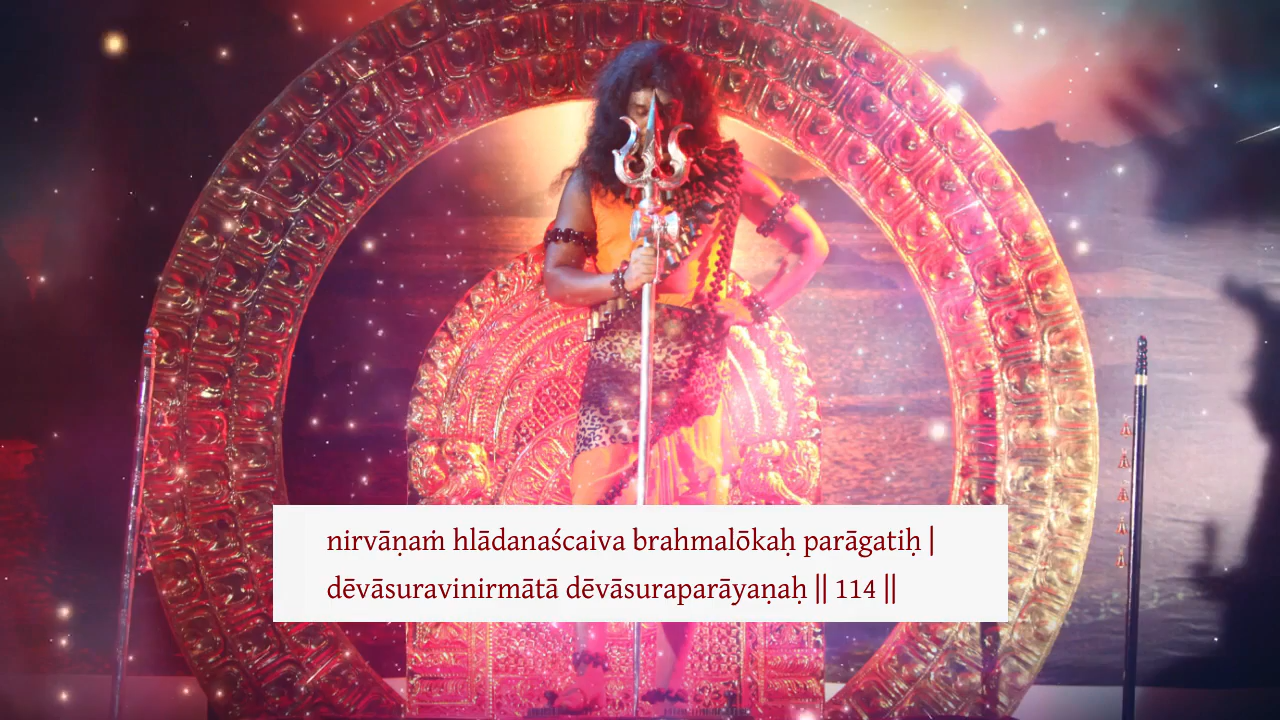 nirvāṇaṁ hlādanaścaiva brahmalōkaḥ parāgatiḥ |
dēvāsuravinirmātā dēvāsuraparāyaṇaḥ || 114 ||